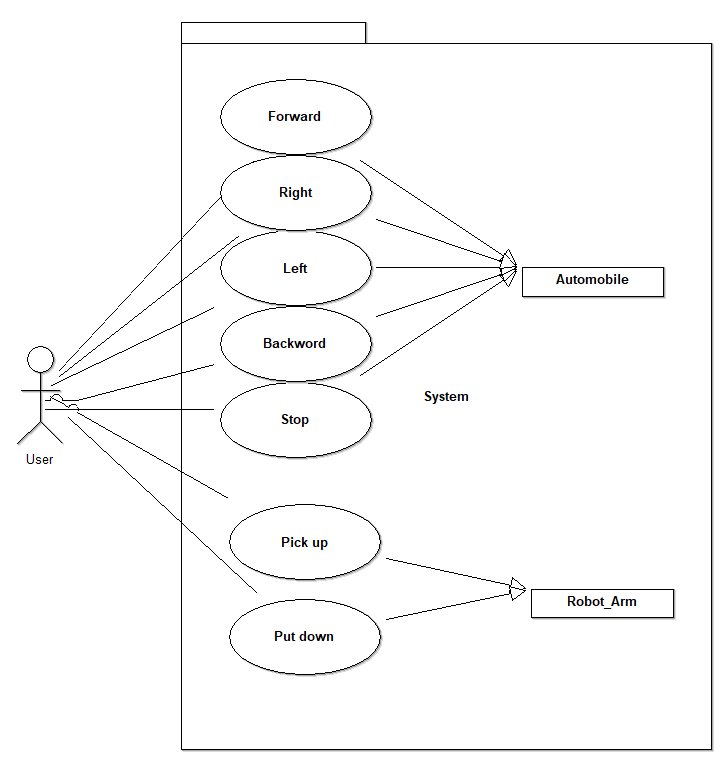 Forward
Right
Left
Automobile
Backword
System
Stop
User
Pick up
Robot_Arm
Put down